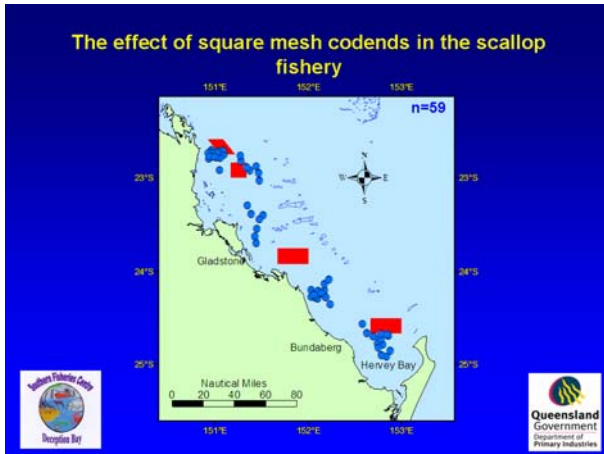 The effect of square mesh codends in the scallop
fishery
151°E 152°E 153°E
n=59
N
W E
S
23°S 23°S
Gladstone
24°S 24°S
Bundaberg
Hervey Bay
25°S 25°S
Nautical Miles
0 20 40 60 80
151°E 152°E 153°E
Southern Fisheries Centre
Deception Bay
Queensland
Government
Department of
Primary Industries